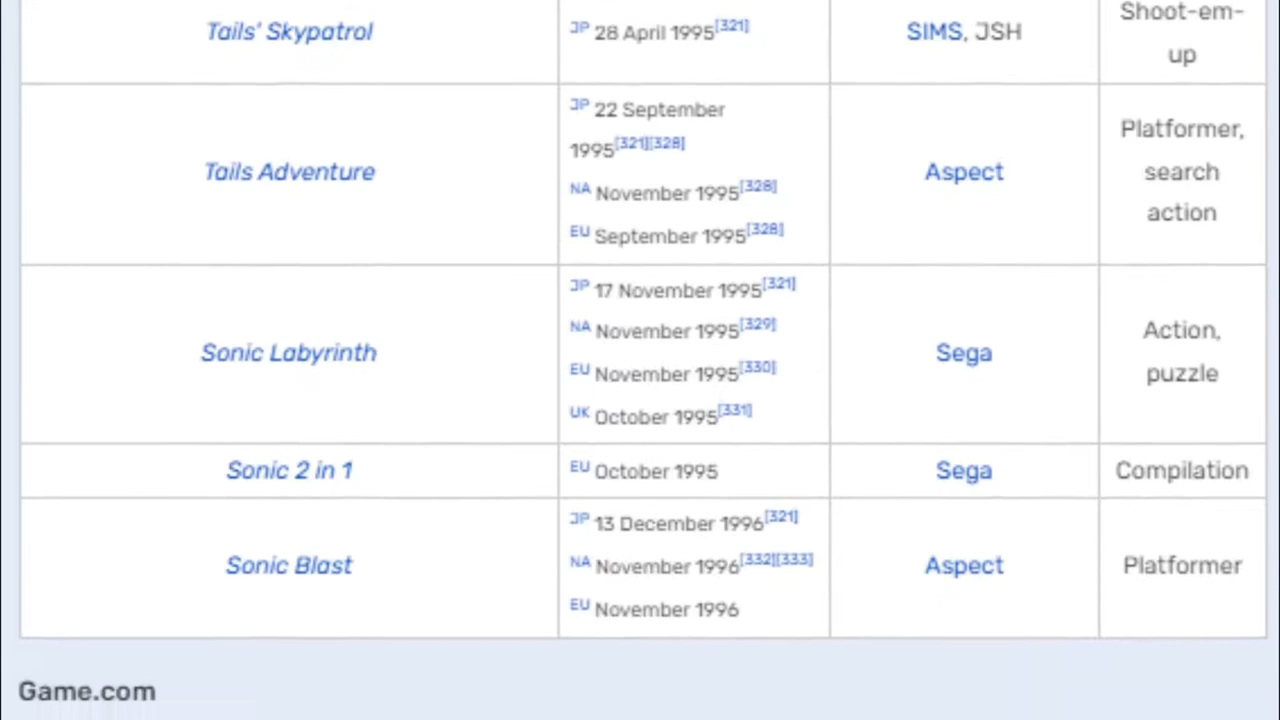 Shoot-em-
Tails' Skypatrol JP 28 April 1995[321] SIMS, JSH
up
JP 22 September
1995[321][328]
NA November 1995[328]
EU September 1995[328]
Tails Adventure
Aspect
Platformer,
search
action
JP 17 November 1995[321]
NA November 1995[329]
EU November 1995[330]
UK October 1995[331]
Sonic Labyrinth
Sega
Action,
puzzle
Sonic 2 in 1 EU October 1995 Sega Compilation
JP 13 December 1996[321]
NA November 1996[332][333]
EU November 1996
Sonic Blast
Aspect
Platformer
Game.com